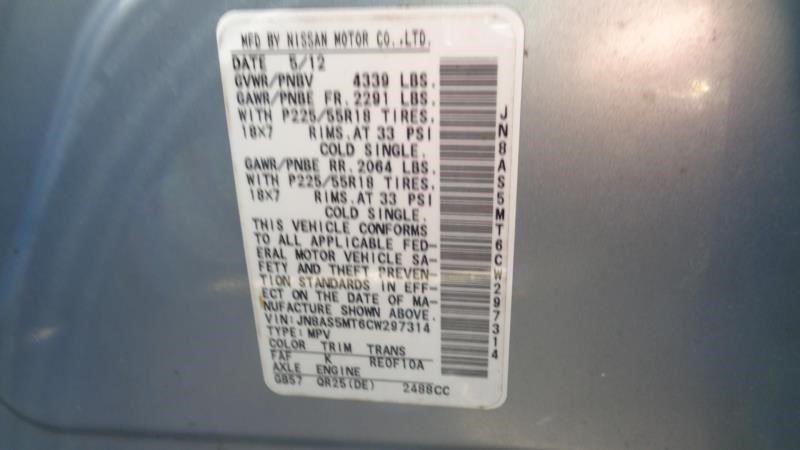 MFD BY NISSAN MOTOR CO.,LTD.
DATE 5/12
GVWR/PNBV 4339 LBS.
GAWR/PNBE FR. 2291 LBS.
WITH P225/55R18 TIRES.
18X7 RIMS. AT 33 PSI
COLD SINGLE.
GAWR/PNBE RR. 2064 LBS.
WITH P225/55R18 TIRES.
18X7 RIMS. AT 33 PSI
COLD SINGLE.
THIS VEHICLE CONFORMS
TO ALL APPLICABLE FED-
ERAL MOTOR VEHICLE SA-
FETY AND THEFT PREVEN-
TION STANDARDS IN EFF-
ECT ON THE DATE OF MA-
NUFACTURE SHOWN ABOVE.
VIN: JN8AS5MT6CW297314
TYPE: MPV
COLOR TRIM TRANS
FAF K RE0F10A
AXLE ENGINE
GB57 QR25(DE) 2488CC
JN8AS5MT6CW297314